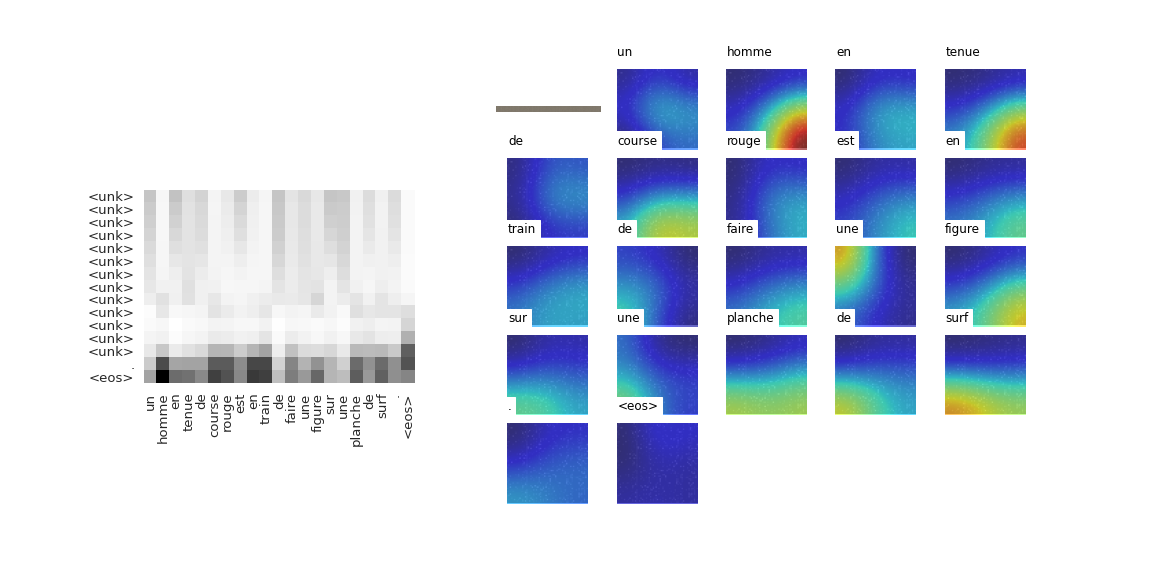 <unk>
<unk>
<unk>
<unk>
<unk>
<unk>
<unk>
<unk>
<unk>
<unk>
<unk>
<unk>
<unk>
.
<eos>
un homme en tenue de course rouge est en train de faire une figure sur une planche de surf . <eos>
un homme en tenue
de course rouge est en
train de faire une figure
sur une planche de surf
. <eos>